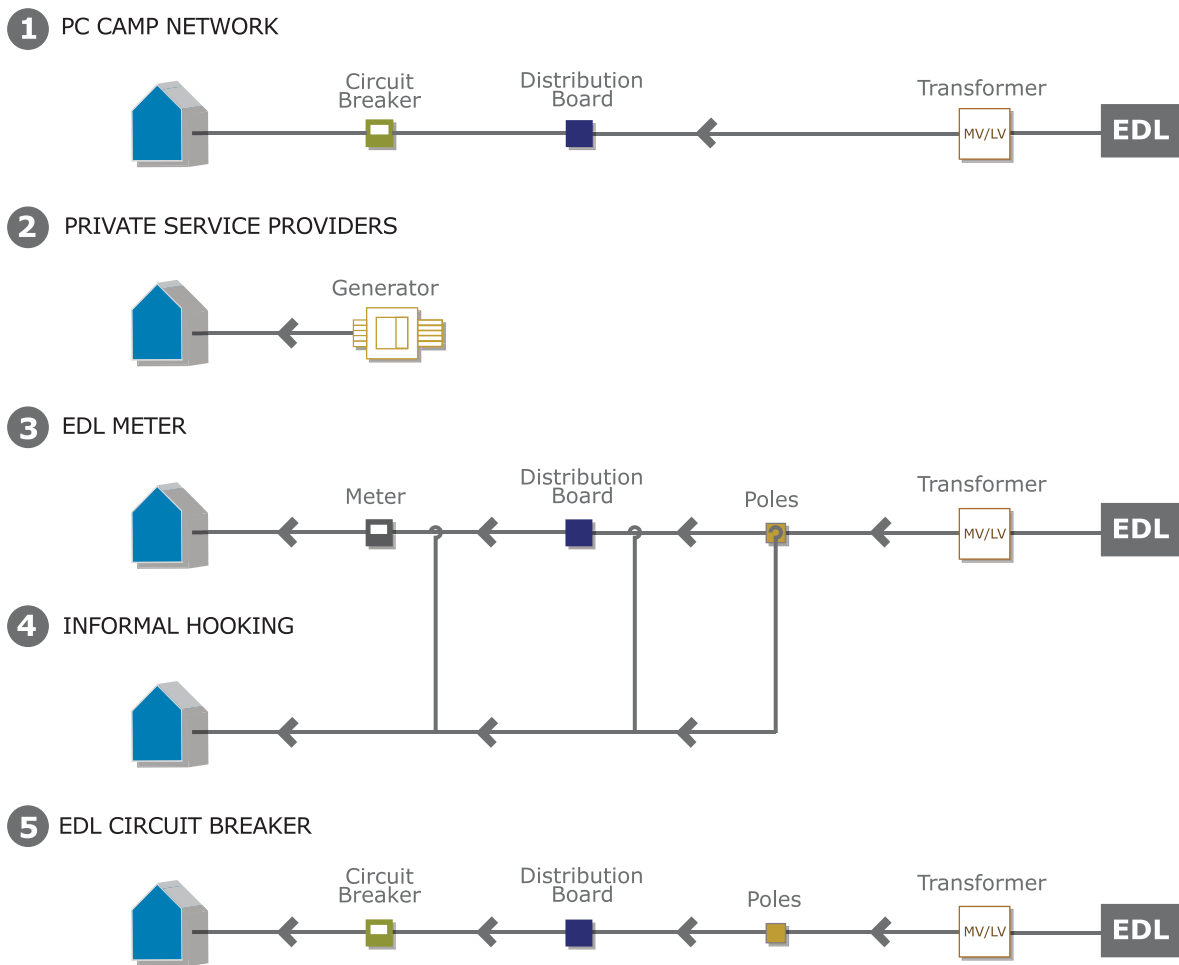 1 PC CAMP NETWORK
Circuit
Breaker
Distribution
Board
Transformer
MV/LV
EDL
2 PRIVATE SERVICE PROVIDERS
Generator
3 EDL METER
Meter
Distribution
Board
Poles
Transformer
MV/LV
EDL
4 INFORMAL HOOKING
5 EDL CIRCUIT BREAKER
Circuit
Breaker
Distribution
Board
Poles
Transformer
MV/LV
EDL